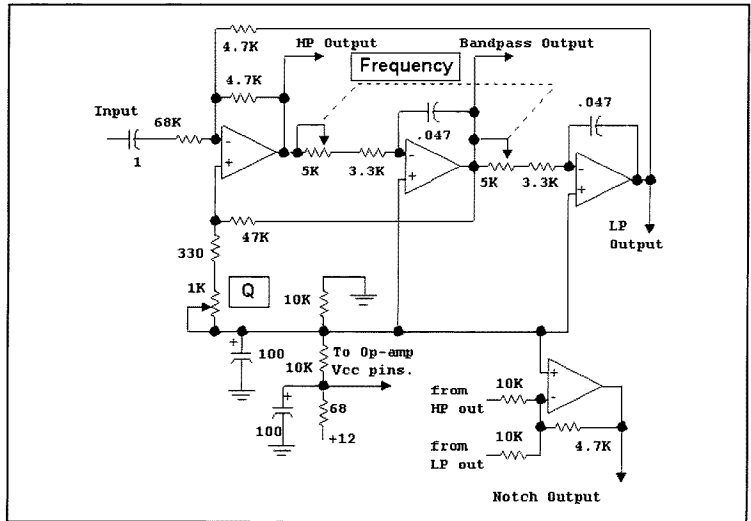 4.7K
HP Output
Bandpass Output
4.7K
Frequency
Input
68K
.047
.047
1
-
+
5K
3.3K
-
+
5K
3.3K
-
+
47K
LP
Output
330
1K
Q
10K
+
100
10K
To Op-amp
Vcc pins.
+
100
68
+12
from
HP out
10K
+
-
from
LP out
10K
4.7K
Notch Output